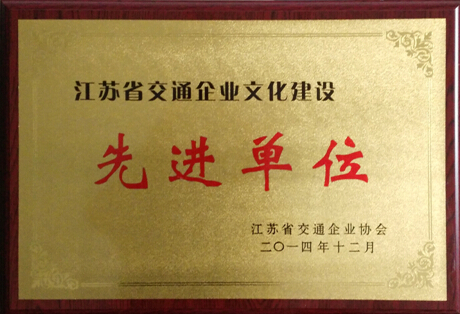 江苏省交通企业文化建设
先进单位
江苏省交通企业协会
二〇一四年十二月